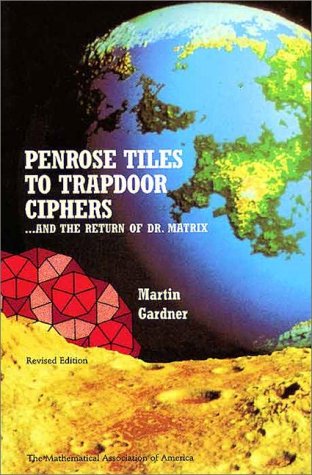 PENROSE TILES
TO TRAPDOOR
CIPHERS
...AND THE RETURN OF DR. MATRIX
Martin
Gardner
Revised Edition
The Mathematical Association of America